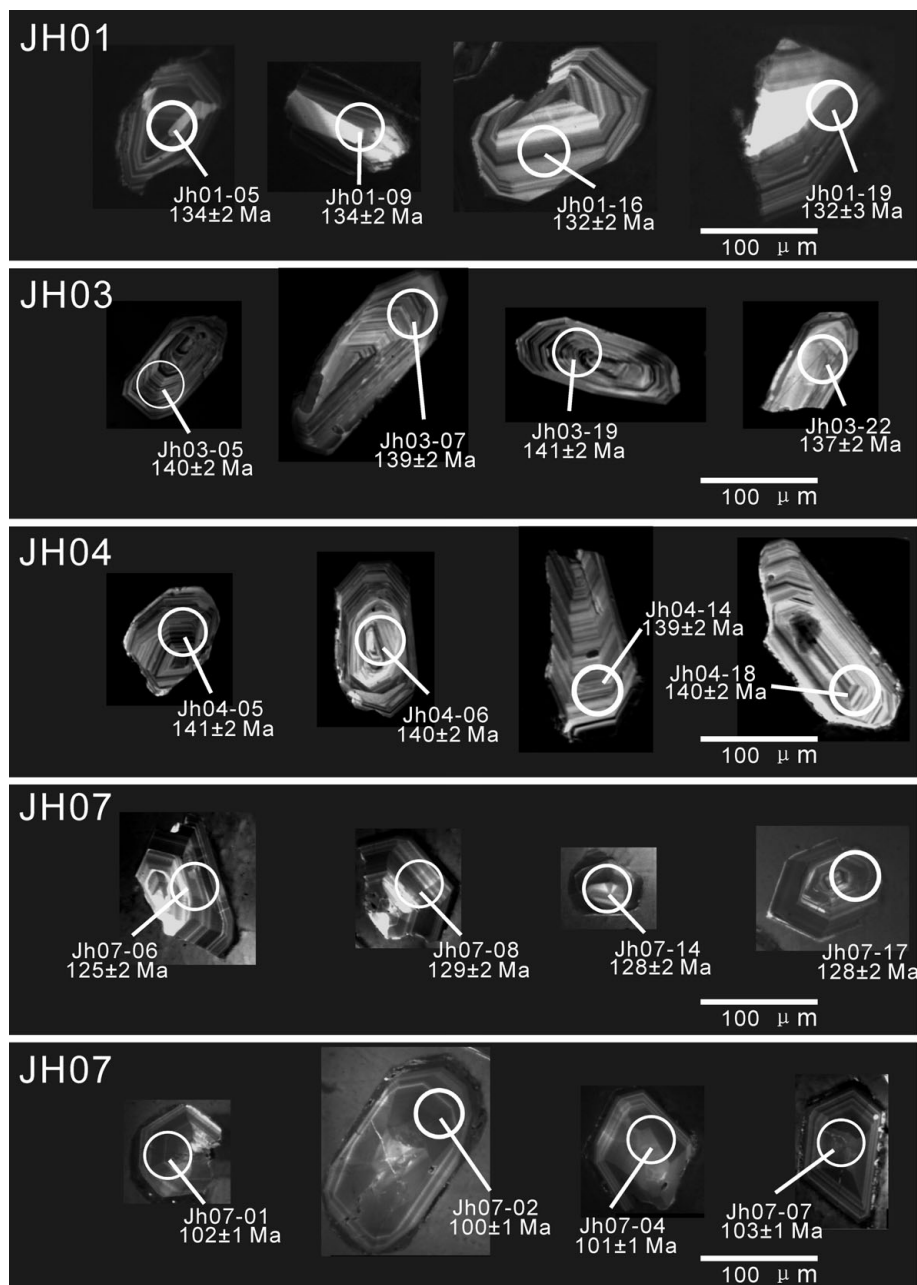 JH01
Jh01-05
134±2 Ma
Jh01-09
134±2 Ma
Jh01-16
132±2 Ma
Jh01-19
132±3 Ma
100 μm
JH03
Jh03-05
140±2 Ma
Jh03-07
139±2 Ma
Jh03-19
141±2 Ma
Jh03-22
137±2 Ma
100 μm
JH04
Jh04-05
141±2 Ma
Jh04-06
140±2 Ma
Jh04-14
139±2 Ma
Jh04-18
140±2 Ma
100 μm
JH07
Jh07-06
125±2 Ma
Jh07-08
129±2 Ma
Jh07-14
128±2 Ma
Jh07-17
128±2 Ma
100 μm
JH07
Jh07-01
102±1 Ma
Jh07-02
100±1 Ma
Jh07-04
101±1 Ma
Jh07-07
103±1 Ma
100 μm